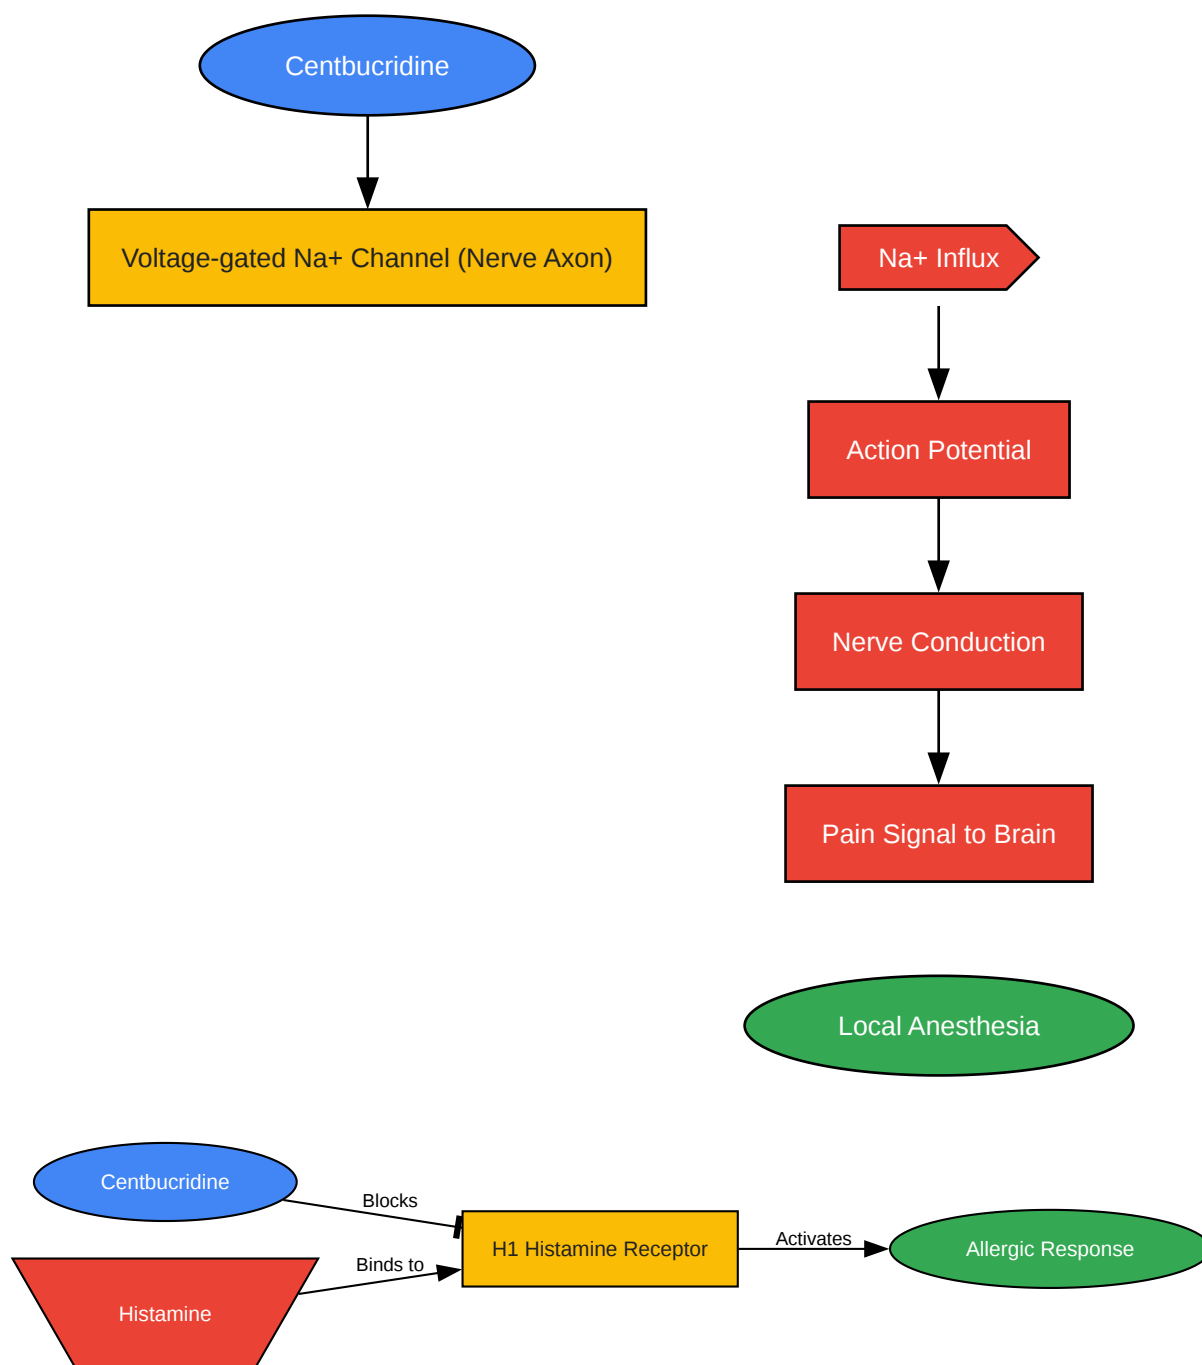 Centbucridine
Voltage-gated Na+ Channel (Nerve Axon)
Na+ Influx
Action Potential
Nerve Conduction
Pain Signal to Brain
Local Anesthesia
Centbucridine
Blocks
Binds to
H1 Histamine Receptor
Activates
Allergic Response
Histamine